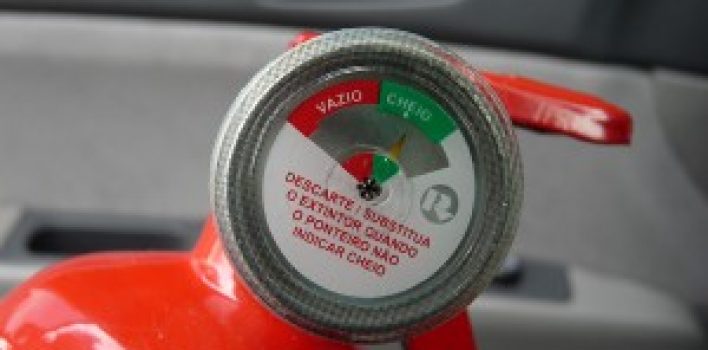 VAZIO CHEIO
DESCARTE / SUBSTITUA
O EXTINTOR QUANDO
O PONTEIRO NÃO
INDICAR CHEIO